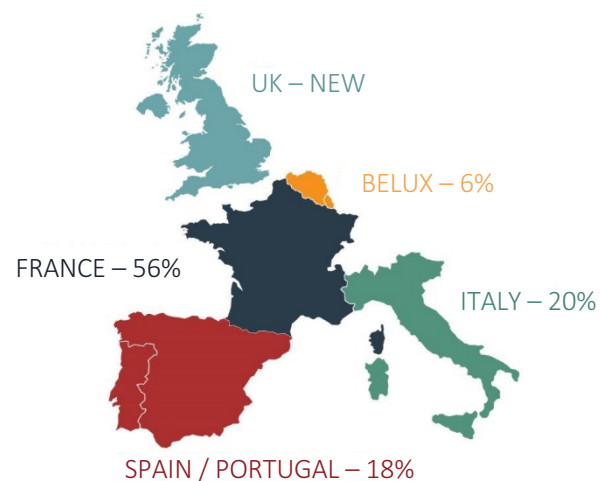 UK – NEW
BELUX – 6%
FRANCE – 56%
ITALY – 20%
SPAIN / PORTUGAL – 18%